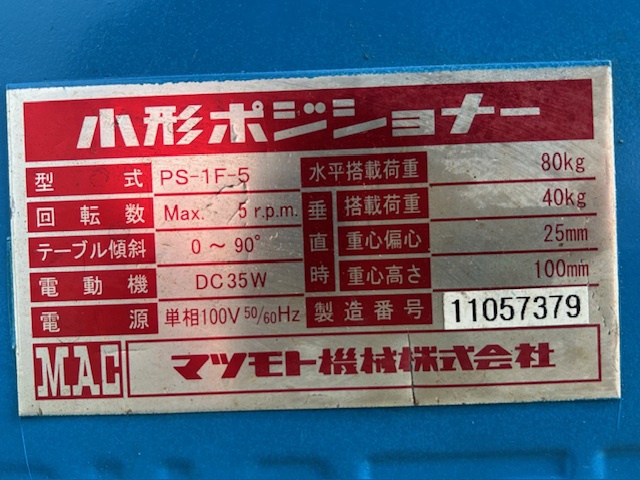 小形ポジショナー
型式 PS-1F-5 水平搭載荷重 80kg
回転数 Max. 5 r.p.m. 垂直時 搭載荷重 40kg
テーブル傾斜 0～90° 重心偏心 25mm
電動機 DC35W 重心高さ 100mm
電源 単相100V 50/60Hz 製造番号 11057379
MAC マツモト機械株式会社